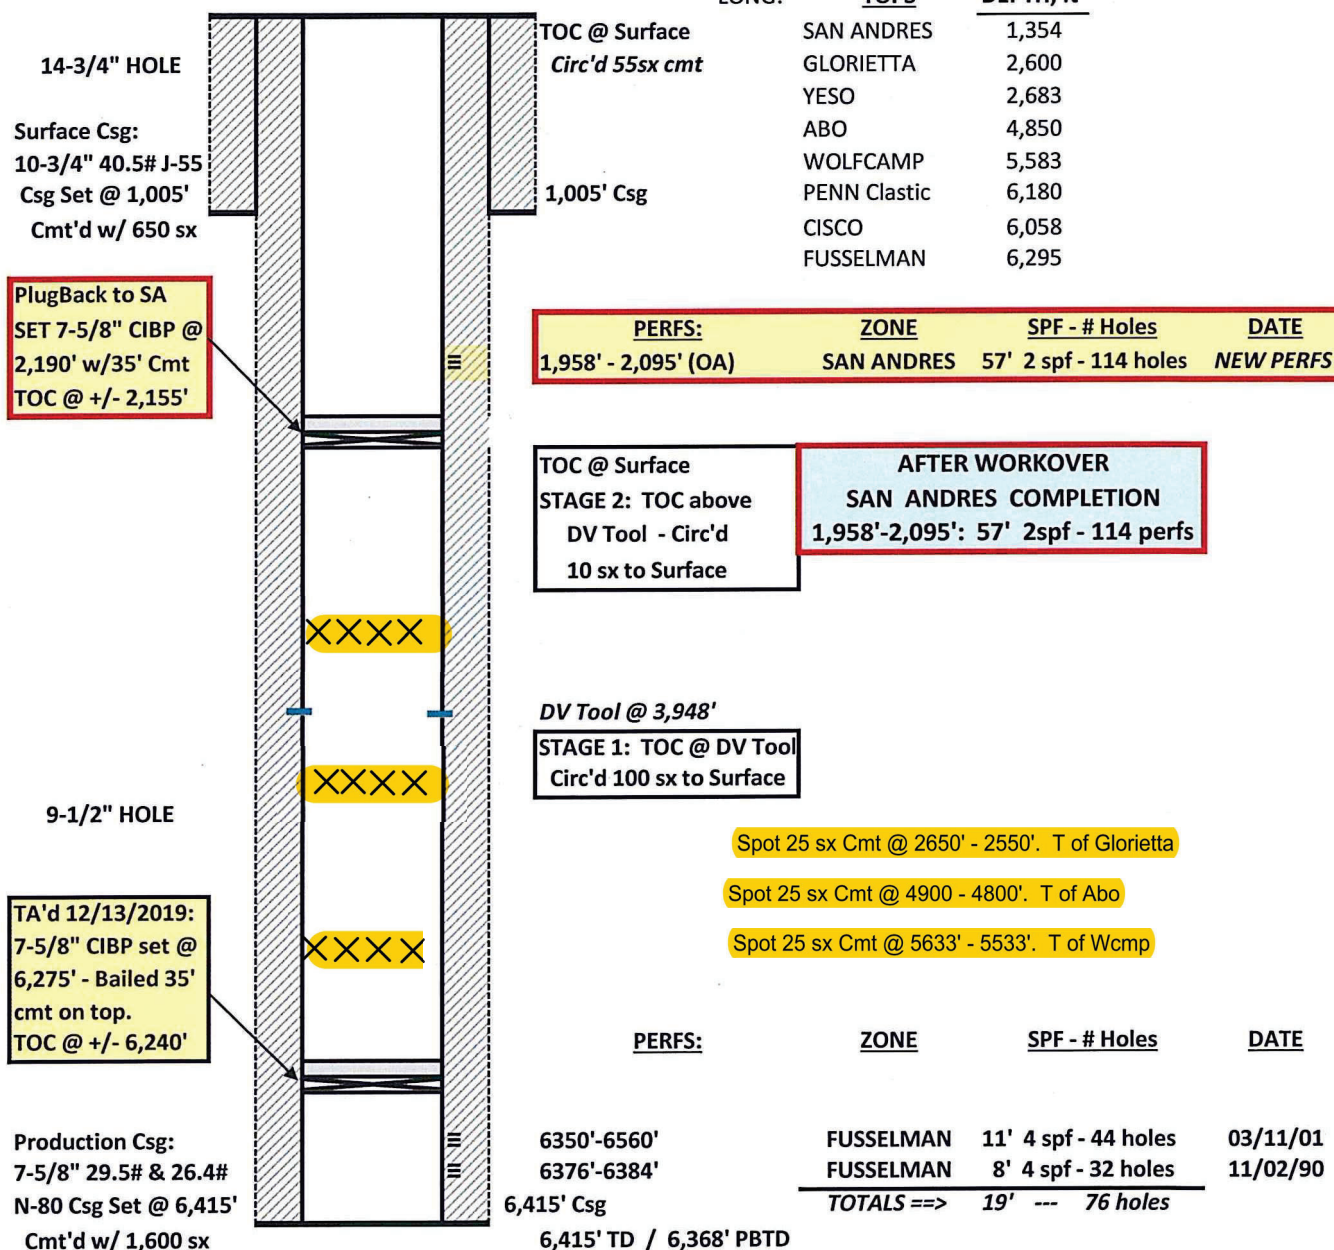 LONG: TOPS DEPTH, ft
TOC @ Surface
Circ'd 55sx cmt
SAN ANDRES 1,354
GLORIETTA 2,600
YESO 2,683
ABO 4,850
WOLFCAMP 5,583
PENN Clastic 6,180
CISCO 6,058
FUSSELMAN 6,295
14-3/4" HOLE
Surface Csg:
10-3/4" 40.5# J-55
Csg Set @ 1,005'
Cmt'd w/ 650 sx
1,005' Csg
PlugBack to SA
SET 7-5/8" CIBP @
2,190' w/35' Cmt
TOC @ +/- 2,155'
PERFS: ZONE SPF - # Holes DATE
1,958' - 2,095' (OA) SAN ANDRES 57' 2 spf - 114 holes NEW PERFS
TOC @ Surface
STAGE 2: TOC above
DV Tool - Circ'd
10 sx to Surface
AFTER WORKOVER
SAN ANDRES COMPLETION
1,958'-2,095': 57' 2spf - 114 perfs
DV Tool @ 3,948'
STAGE 1: TOC @ DV Tool
Circ'd 100 sx to Surface
9-1/2" HOLE
Spot 25 sx Cmt @ 2650' - 2550'. T of Glorietta
Spot 25 sx Cmt @ 4900 - 4800'. T of Abo
Spot 25 sx Cmt @ 5633' - 5533'. T of Wcmp
TA'd 12/13/2019:
7-5/8" CIBP set @
6,275' - Bailed 35'
cmt on top.
TOC @ +/- 6,240'
PERFS: ZONE SPF - # Holes DATE
6350'-6560' FUSSELMAN 11' 4 spf - 44 holes 03/11/01
6376'-6384' FUSSELMAN 8' 4 spf - 32 holes 11/02/90
TOTALS ==> 19' --- 76 holes
Production Csg:
7-5/8" 29.5# & 26.4#
N-80 Csg Set @ 6,415'
Cmt'd w/ 1,600 sx
6,415' Csg
6,415' TD / 6,368' PBTD